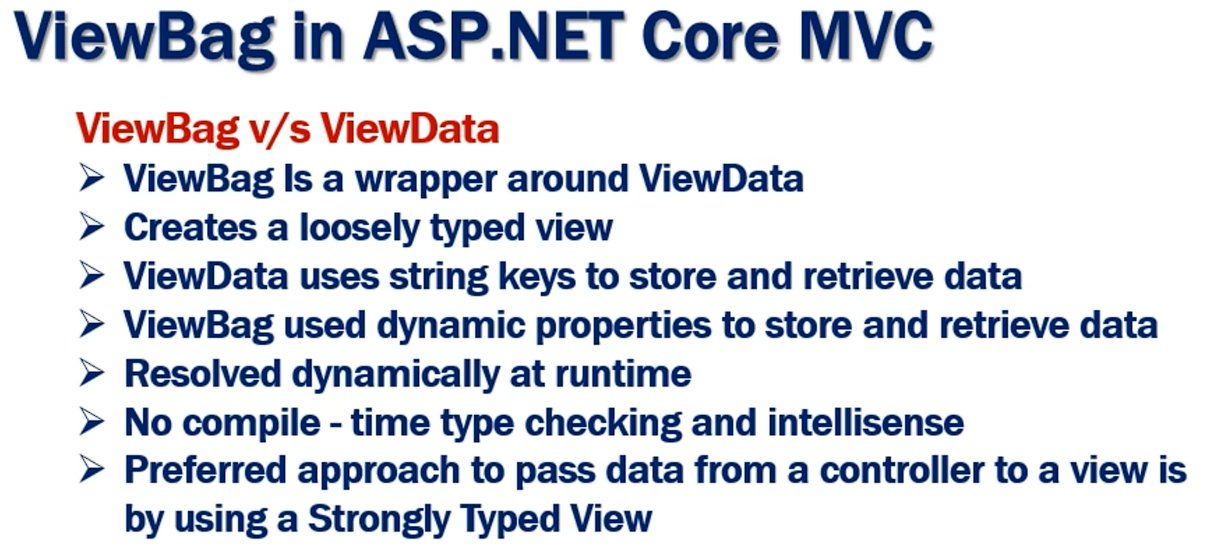 ViewBag in ASP.NET Core MVC
ViewBag v/s ViewData
➢ ViewBag Is a wrapper around ViewData
➢ Creates a loosely typed view
➢ ViewData uses string keys to store and retrieve data
➢ ViewBag used dynamic properties to store and retrieve data
➢ Resolved dynamically at runtime
➢ No compile - time type checking and intellisense
➢ Preferred approach to pass data from a controller to a view is
by using a Strongly Typed View